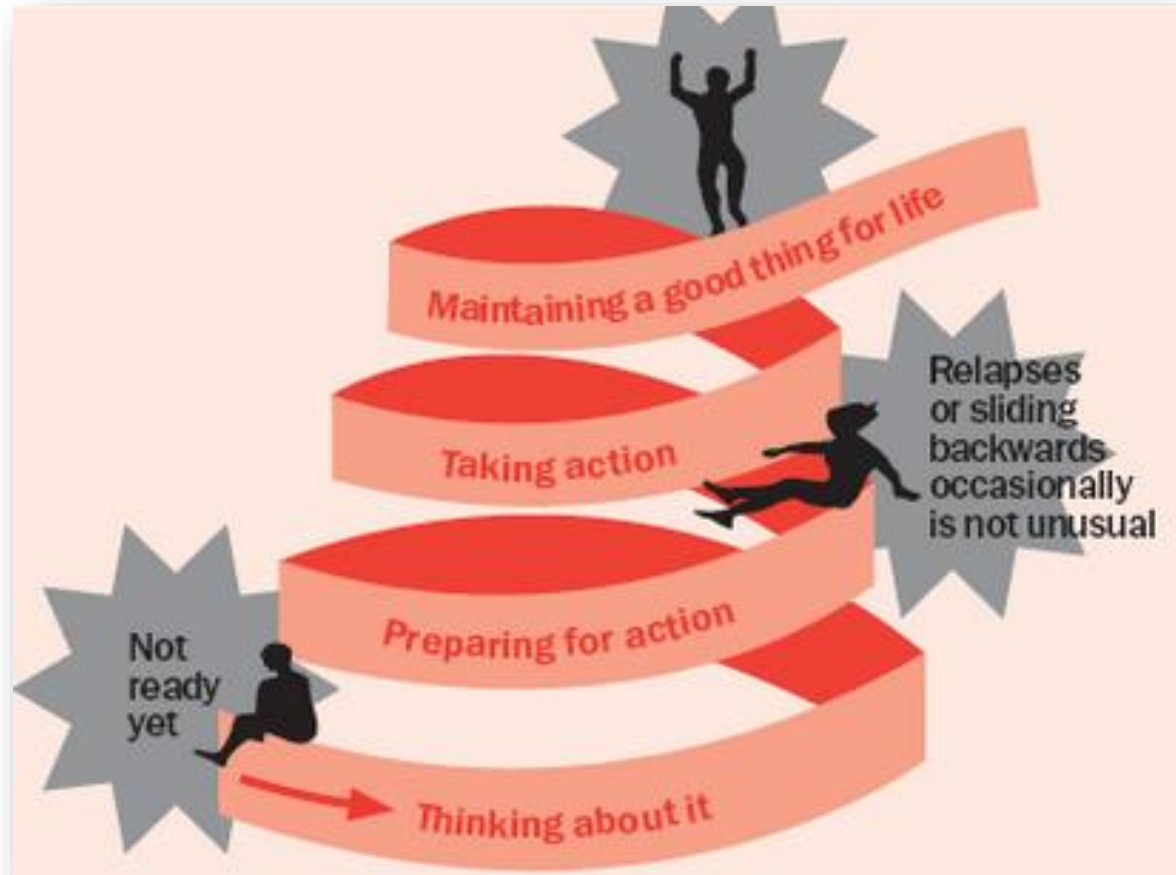 Maintaining a good thing for life
Relapses
or sliding
backwards
occasionally
is not unusual
Taking action
Preparing for action
Not
ready
yet
Thinking about it